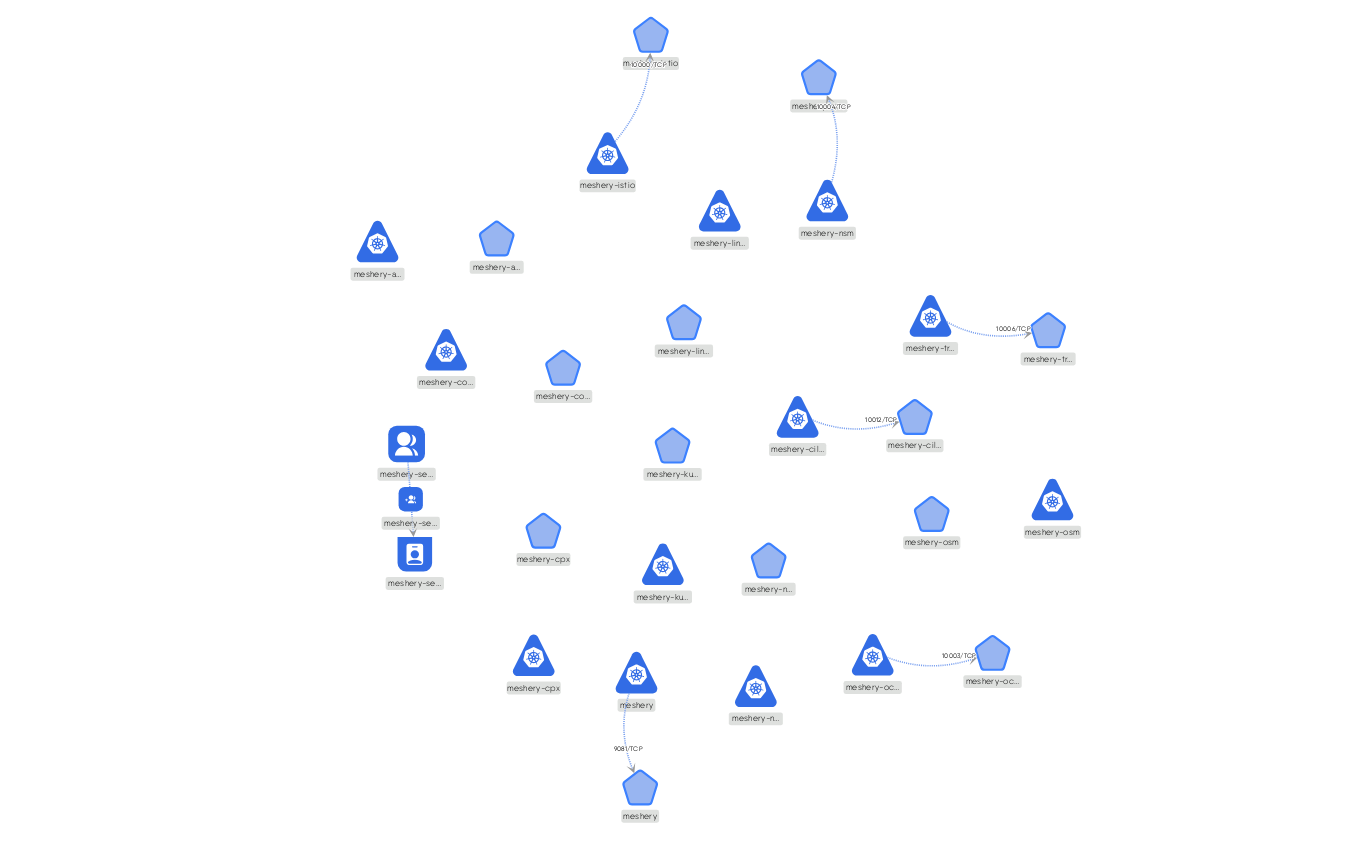 10000/TCP
10004/TCP
meshery-istio
meshery-lin...
meshery-nsm
meshery-a...
meshery-a...
10006/TCP
meshery-tr...
meshery-tr...
meshery-lin...
meshery-co...
meshery-co...
10012/TCP
meshery-cil...
meshery-cil...
meshery-se...
meshery-ku...
meshery-se...
meshery-osm
meshery-osm
meshery-cpx
meshery-se...
meshery-n...
meshery-ku...
10003/TCP
meshery-oc...
meshery-oc...
meshery-cpx
meshery
meshery-n...
9081/TCP
meshery